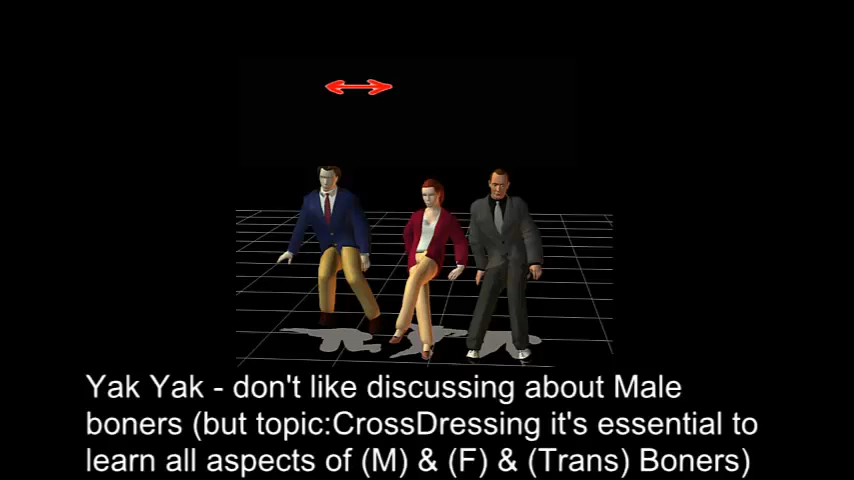 Yak Yak - don't like discussing about Male
boners (but topic:CrossDressing it's essential to
learn all aspects of (M) & (F) & (Trans) Boners)